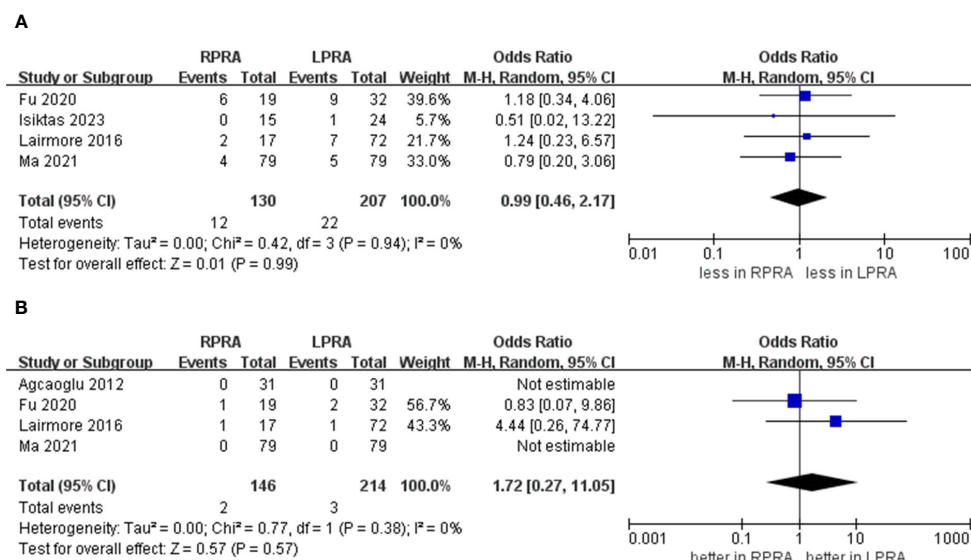 A
RPRA LPRA Odds Ratio Odds Ratio
Study or Subgroup Events Total Events Total Weight M-H, Random, 95% CI M-H, Random, 95% CI
Fu 2020 6 19 9 32 39.6% 1.18 [0.34, 4.06]
Isiktas 2023 0 15 1 24 5.7% 0.51 [0.02, 13.22]
Lairmore 2016 2 17 7 72 21.7% 1.24 [0.23, 6.57]
Ma 2021 4 79 5 79 33.0% 0.79 [0.20, 3.06]
Total (95% CI) 130 207 100.0% 0.99 [0.46, 2.17]
Total events 12 22
Heterogeneity: Tau² = 0.00; Chi² = 0.42, df = 3 (P = 0.94); I² = 0%
Test for overall effect: Z = 0.01 (P = 0.99)
0.01 0.1 1 10 100
less in RPRA less in LPRA
B
RPRA LPRA Odds Ratio Odds Ratio
Study or Subgroup Events Total Events Total Weight M-H, Random, 95% CI M-H, Random, 95% CI
Agcaoglu 2012 0 31 0 31 Not estimable
Fu 2020 1 19 2 32 56.7% 0.83 [0.07, 9.86]
Lairmore 2016 1 17 1 72 43.3% 4.44 [0.26, 74.77]
Ma 2021 0 79 0 79 Not estimable
Total (95% CI) 146 214 100.0% 1.72 [0.27, 11.05]
Total events 2 3
Heterogeneity: Tau² = 0.00; Chi² = 0.77, df = 1 (P = 0.38); I² = 0%
Test for overall effect: Z = 0.57 (P = 0.57)
0.001 0.1 1 10 1000
better in RPRA better in LPRA